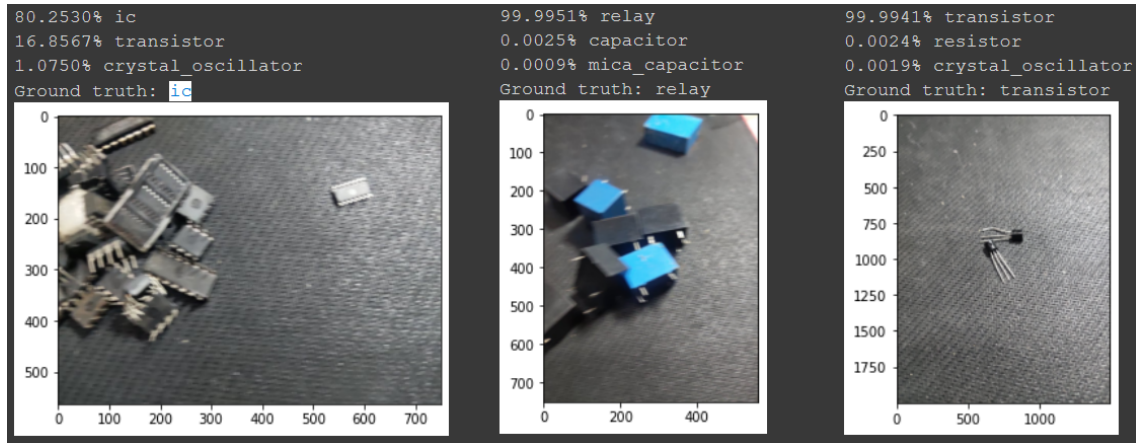 80.2530% ic
16.8567% transistor
1.0750% crystal_oscillator
Ground truth: ic
0
100
200
300
400
500
0 100 200 300 400 500 600 700
99.9951% relay
0.0025% capacitor
0.0009% mica_capacitor
Ground truth: relay
0
100
200
300
400
500
600
700
0 200 400
99.9941% transistor
0.0024% resistor
0.0019% crystal_oscillator
Ground truth: transistor
0
250
500
750
1000
1250
1500
1750
0 500 1000